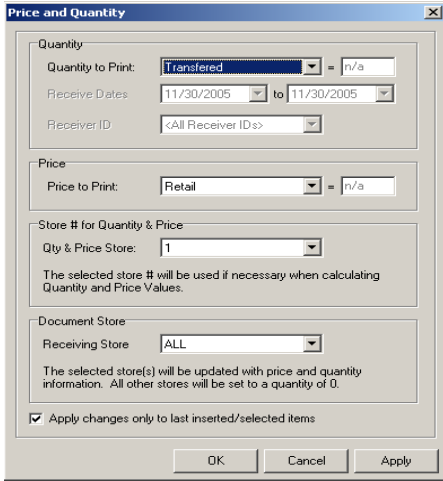 Price and Quantity
Quantity
Quantity to Print: Transfered = n/a
Receive Dates 11/30/2005 to 11/30/2005
Receiver ID <All Receiver IDs>
Price
Price to Print: Retail = n/a
Store # for Quantity & Price
Qty & Price Store: 1
The selected store # will be used if necessary when calculating
Quantity and Price Values.
Document Store
Receiving Store ALL
The selected store(s) will be updated with price and quantity
information. All other stores will be set to a quantity of 0.
Apply changes only to last inserted/selected items
OK Cancel Apply